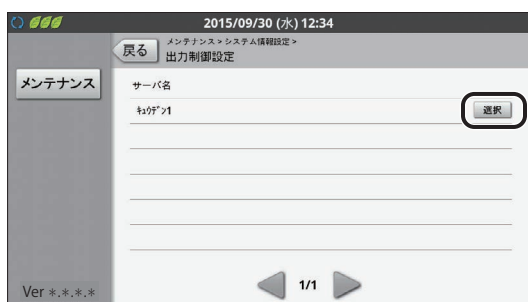 2015/09/30 (水) 12:34
戻る
メンテナンス > システム情報設定 >
出力制御設定
メンテナンス
サーバ名
ｷｭｳﾃﾞﾝ1
選択
1/1
Ver *.*.*.*